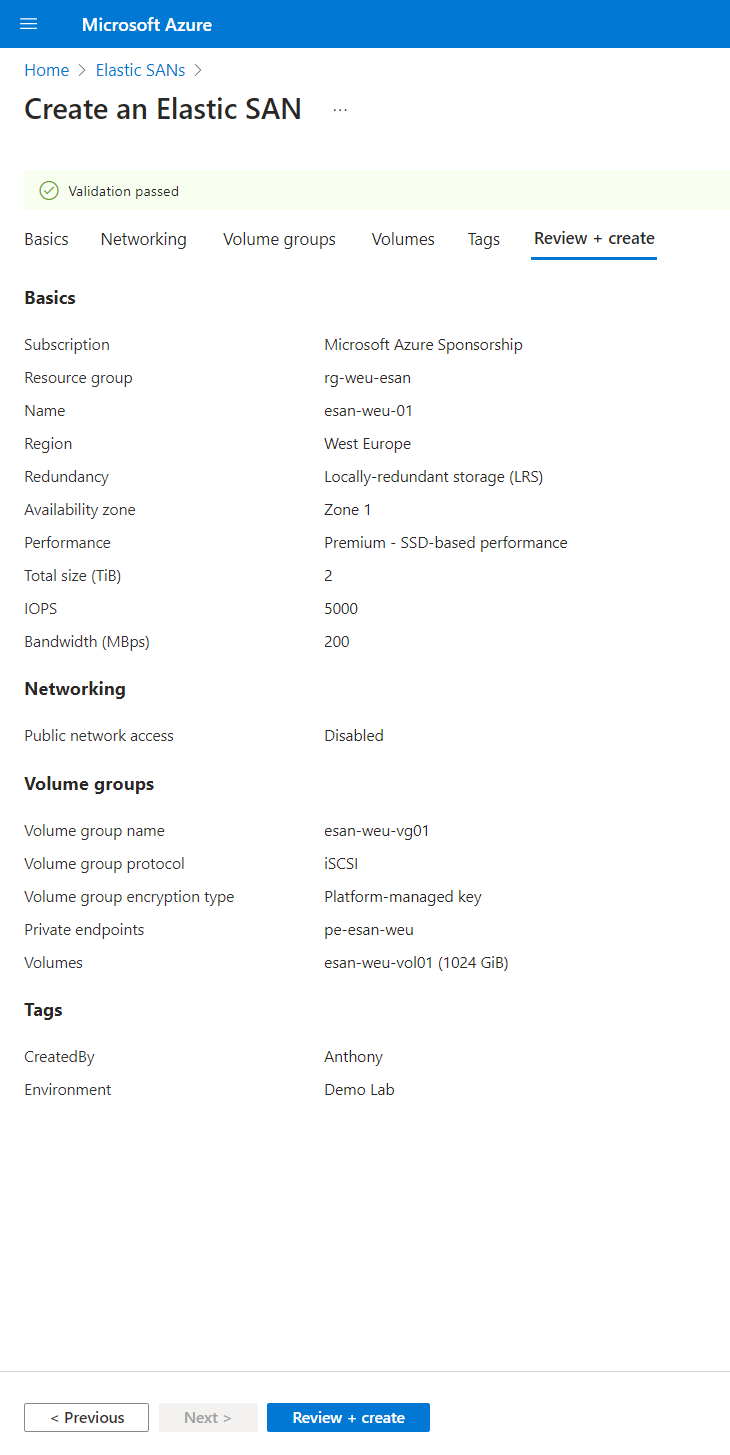 Microsoft Azure
Home > Elastic SANs >
Create an Elastic SAN ...
Validation passed
Basics Networking Volume groups Volumes Tags Review + create
Basics
Subscription Microsoft Azure Sponsorship
Resource group rg-weu-esan
Name esan-weu-01
Region West Europe
Redundancy Locally-redundant storage (LRS)
Availability zone Zone 1
Performance Premium - SSD-based performance
Total size (TiB) 2
IOPS 5000
Bandwidth (MBps) 200
Networking
Public network access Disabled
Volume groups
Volume group name esan-weu-vg01
Volume group protocol iSCSI
Volume group encryption type Platform-managed key
Private endpoints pe-esan-weu
Volumes esan-weu-vol01 (1024 GiB)
Tags
CreatedBy Anthony
Environment Demo Lab
< Previous Next > Review + create